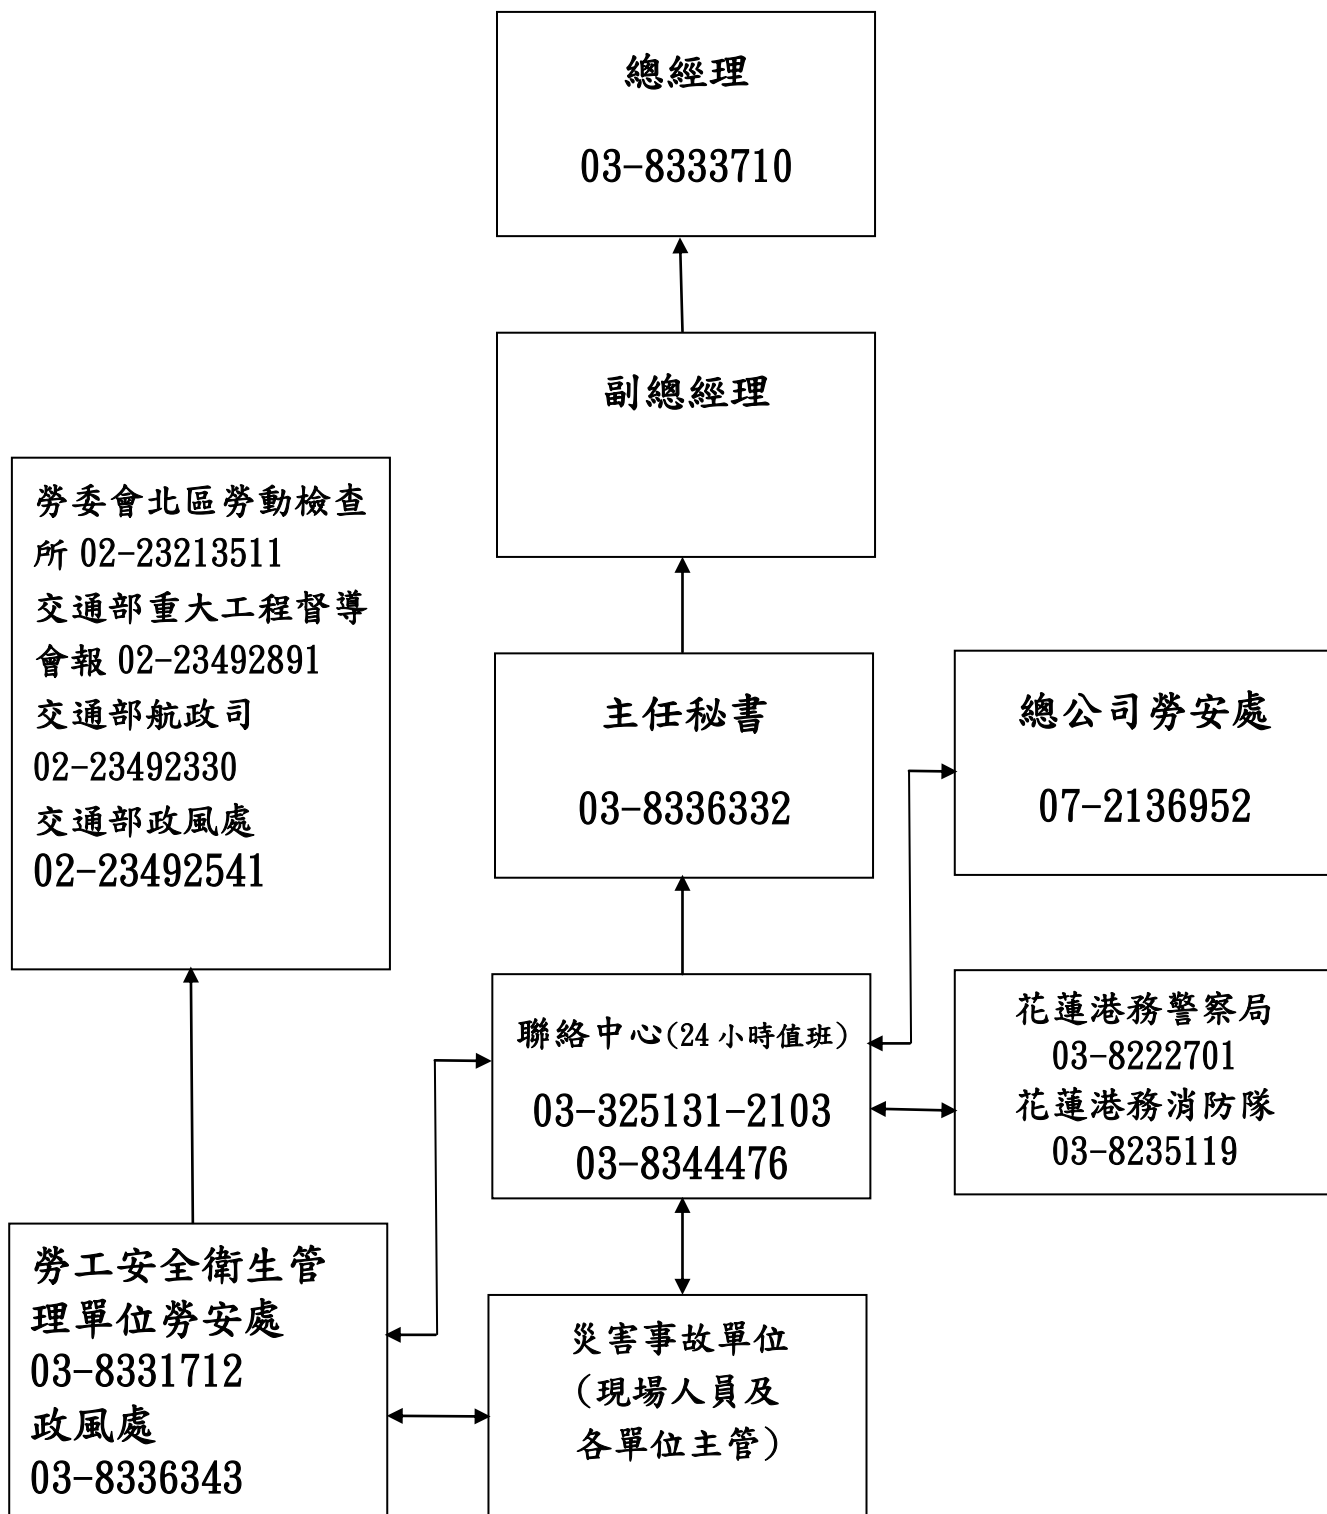 總經理
03-8333710
副總經理
勞委會北區勞動檢查
所 02-23213511
交通部重大工程督導
會報 02-23492891
交通部航政司
02-23492330
交通部政風處
02-23492541
主任秘書
03-8336332
總公司勞安處
07-2136952
聯絡中心(24 小時值班)
03-325131-2103
03-8344476
花蓮港務警察局
03-8222701
花蓮港務消防隊
03-8235119
勞工安全衛生管
理單位勞安處
03-8331712
政風處
03-8336343
災害事故單位
(現場人員及
各單位主管)